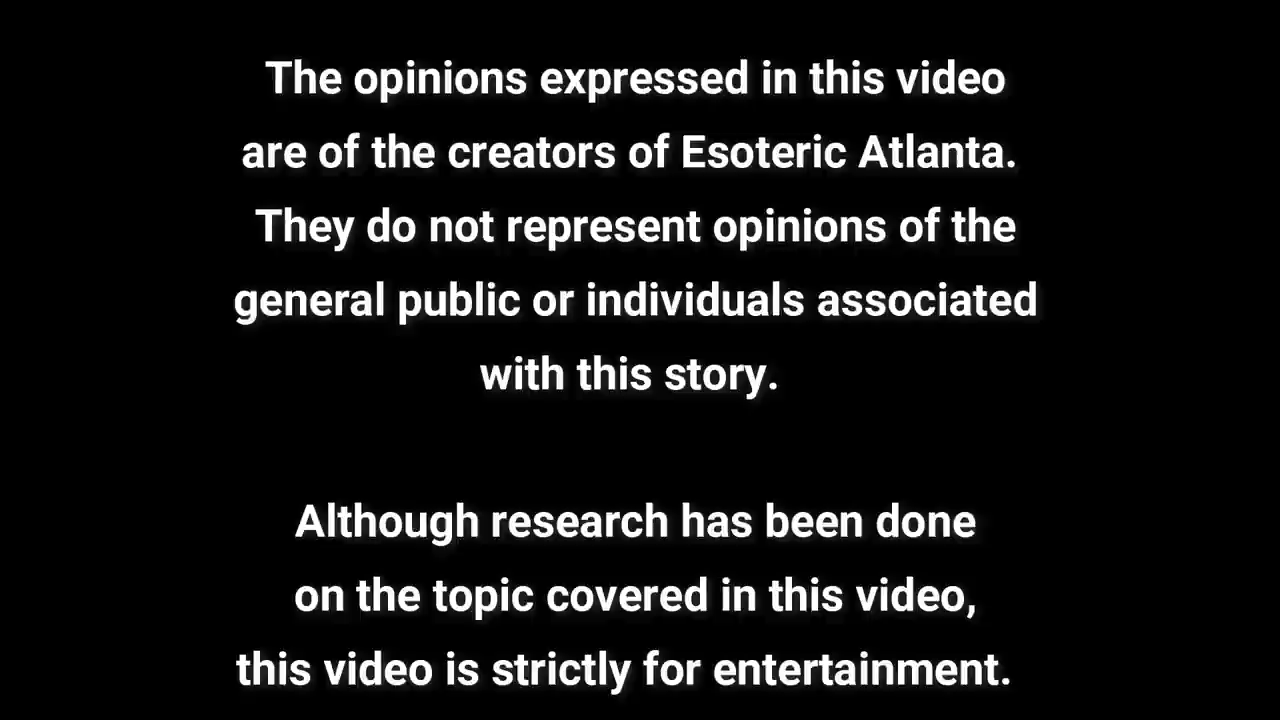 The opinions expressed in this video
are of the creators of Esoteric Atlanta.
They do not represent opinions of the
general public or individuals associated
with this story.
Although research has been done
on the topic covered in this video,
this video is strictly for entertainment.